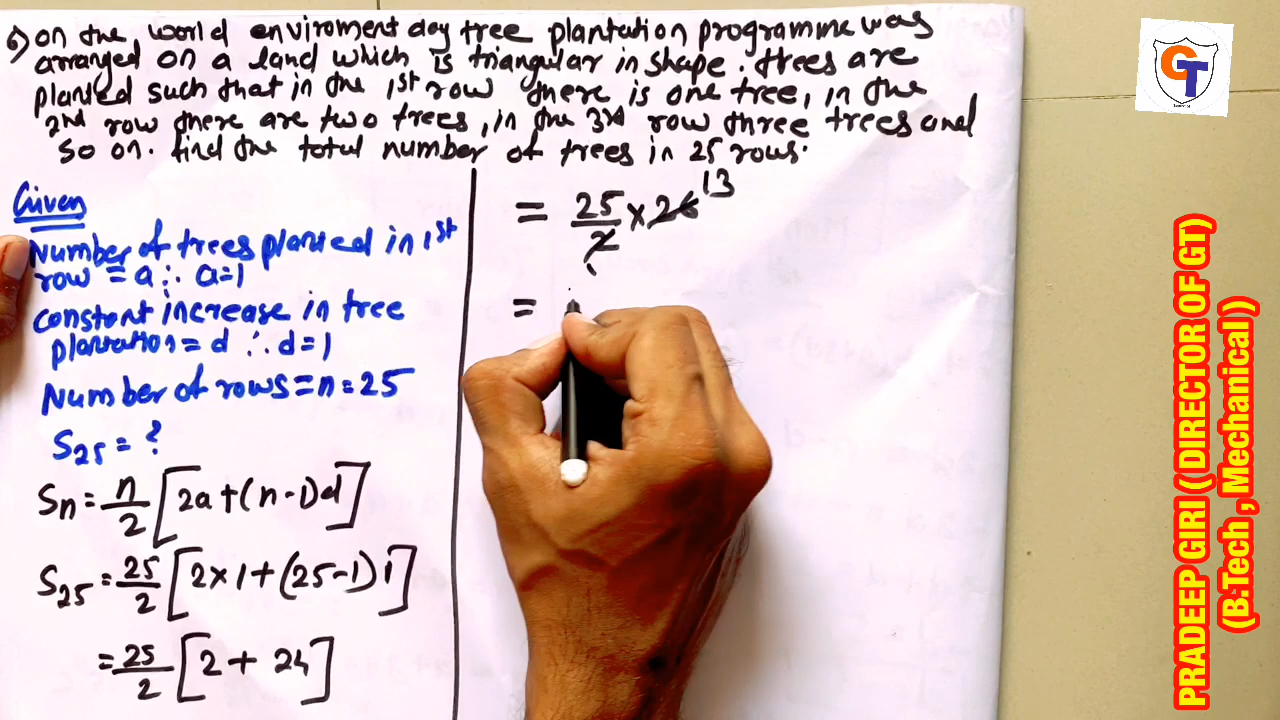 6) on the world enviroment day tree plantation programme was
arranged on a land which is triangular in shape. trees are
planted such that in the 1st row there is one tree, in the
2nd row there are two trees, in the 3rd row three trees and
so on. find the total number of trees in 25 rows.
Given
Number of trees planted in 1st
row = a ∴ a=1
constant increase in tree
plantation = d ∴ d=1
Number of rows = n = 25
S25 = ?
Sn = n/2 [2a+(n-1)d]
S25 = 25/2 [2×1+(25-1)1]
= 25/2 [2 + 24]
= 25/2 × 26 13
=
GT
PRADEEP GIRI (( DIRECTOR OF GT)
(B.Tech , Mechanical )